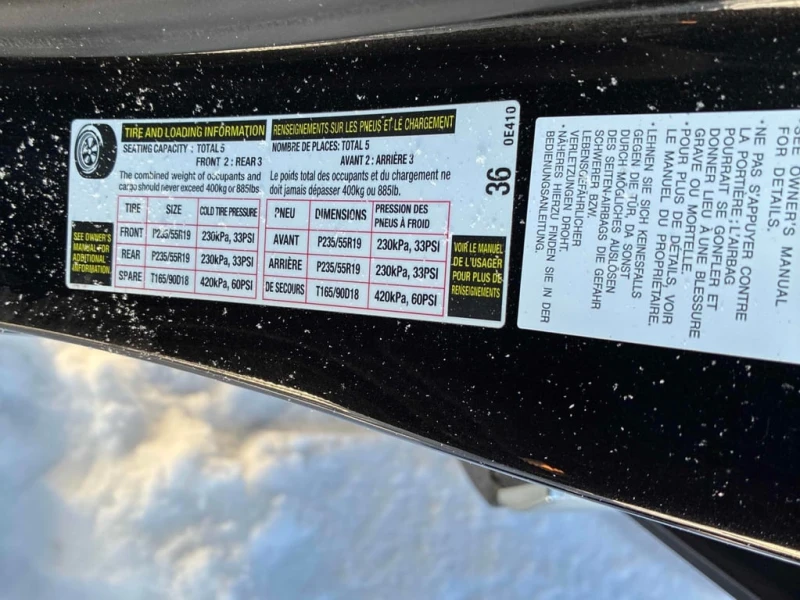 TIRE AND LOADING INFORMATION
SEATING CAPACITY : TOTAL 5
FRONT 2 : REAR 3
The combined weight of occupants and
cargo should never exceed 400kg or 885lbs.
TIRE SIZE COLD TIRE PRESSURE
FRONT P235/55R19 230kPa, 33PSI
REAR P235/55R19 230kPa, 33PSI
SPARE T165/90D18 420kPa, 60PSI
SEE OWNER'S
MANUAL FOR
ADDITIONAL
INFORMATION
RENSEIGNEMENTS SUR LES PNEUS ET LE CHARGEMENT
NOMBRE DE PLACES: TOTAL 5
AVANT 2 : ARRIÈRE 3
Le poids total des occupants et du chargement ne
doit jamais dépasser 400kg ou 885lb.
PNEU DIMENSIONS PRESSION DES
PNEUS À FROID
AVANT P235/55R19 230kPa, 33PSI
ARRIÈRE P235/55R19 230kPa, 33PSI
DE SECOURS T165/90D18 420kPa, 60PSI
VOIR LE MANUEL
DE L'USAGER
POUR PLUS DE
RENSEIGNEMENTS
36
0E410
SEE OWNER'S MANUAL
FOR DETAILS.
• NE PAS S'APPUYER CONTRE
LA PORTIÈRE; L'AIRBAG
POURRAIT SE GONFLER ET
DONNER LIEU À UNE BLESSURE
GRAVE OU MORTELLE.
• POUR PLUS DE DETAILS, VOIR
LE MANUEL DU PROPRIÉTAIRE.
• LEHNEN SIE SICH KEINESFALLS
GEGEN DIE TÜR, DA SONST
DURCH MÖGLICHES AUSLÖSEN
DES SEITEN-AIRBAGS DIE GEFAHR
SCHWERER BZW.
LEBENSGEFÄHRLICHER
VERLETZUNGEN DROHT.
• NÄHERES HIERZU FINDEN SIE IN DER
BEDIENUNGSANLEITUNG.